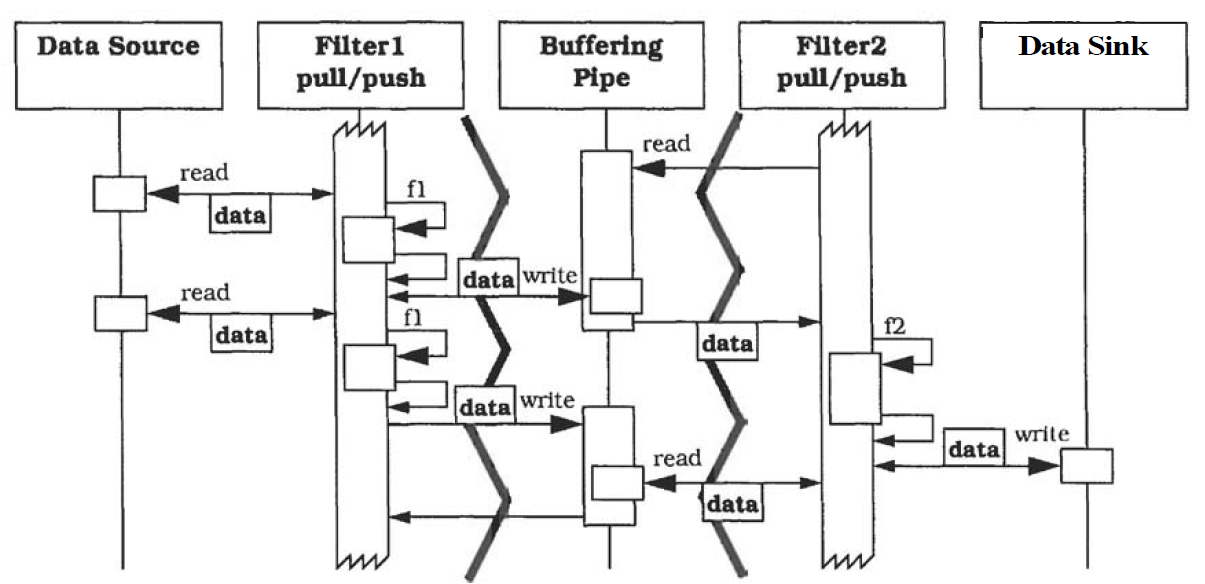 Data Source
Filter1
pull/push
Buffering
Pipe
Filter2
pull/push
Data Sink
read
read
data
f1
data write
read
data
f1
data
f2
data write
data write
read
data